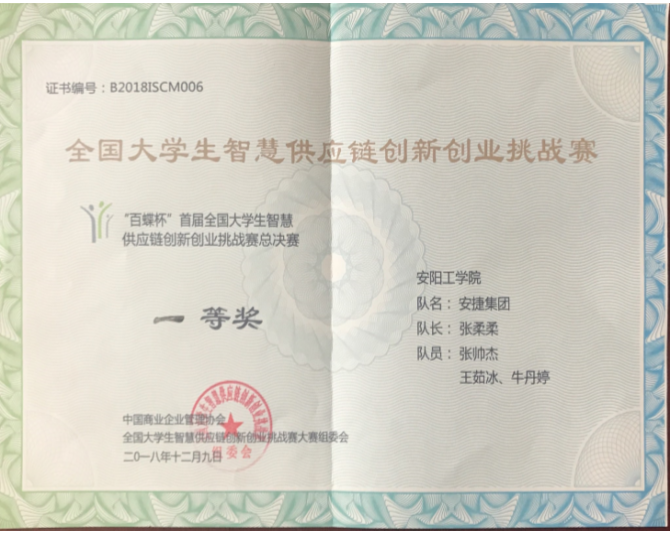 证书编号：B2018ISCM006
全国大学生智慧供应链创新创业挑战赛
“百蝶杯”首届全国大学生智慧
供应链创新创业挑战赛总决赛
一等奖
安阳工学院
队名：安捷集团
队长：张柔柔
队员：张帅杰
王茹冰、牛丹婷
中国商业企业管理协会
全国大学生智慧供应链创新创业挑战赛大赛组委会
二0一八年十二月九日
组委会